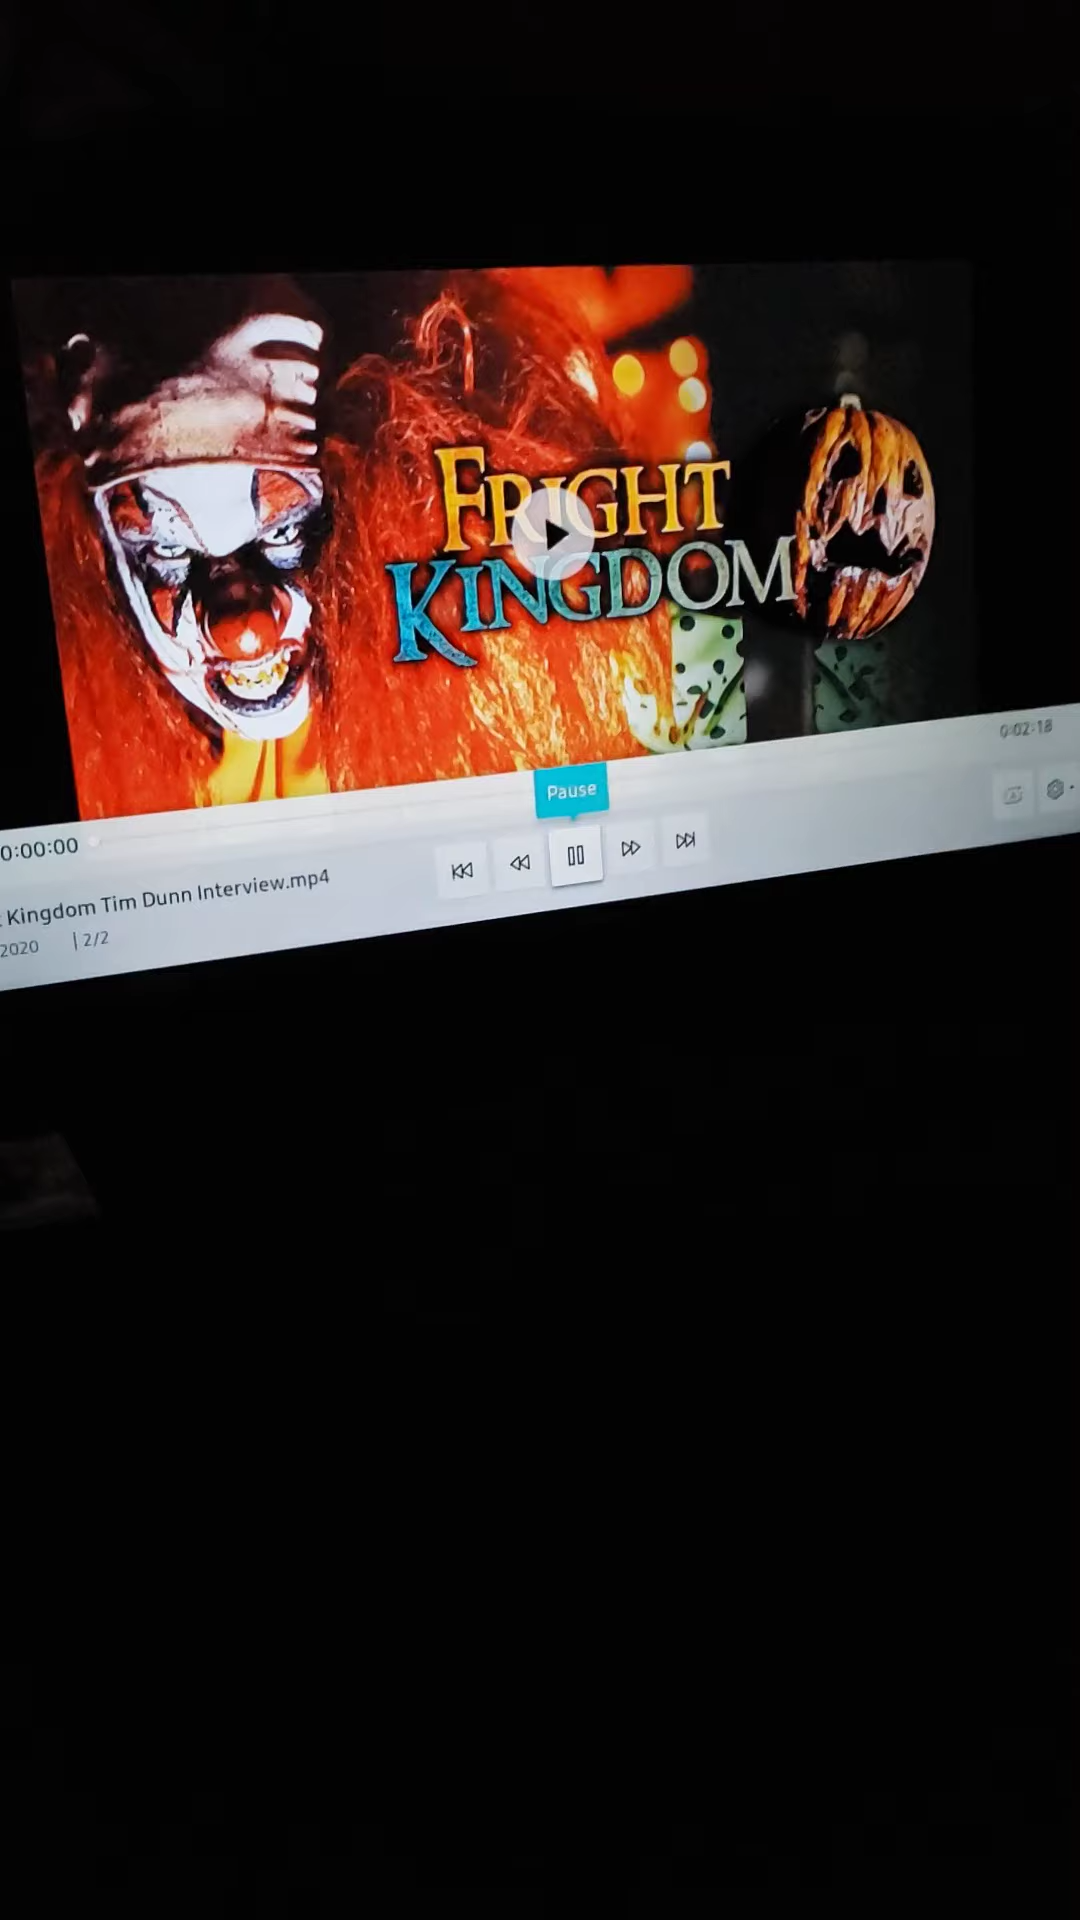 FRIGHT
KINGDOM
0:02:18
Pause
0:00:00
Kingdom Tim Dunn Interview.mp4
2020 | 2/2